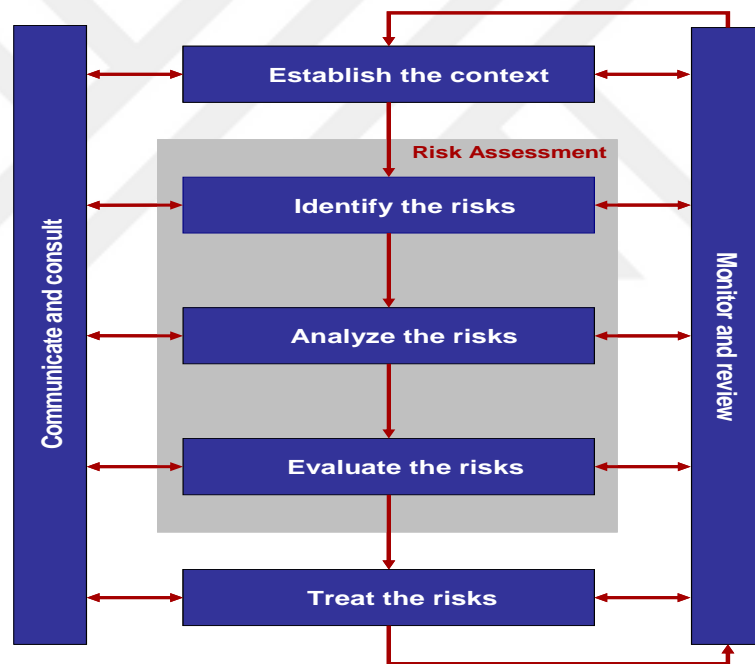 Establish the context
Risk Assessment
Identify the risks
Analyze the risks
Evaluate the risks
Treat the risks
Communicate and consult
Monitor and review